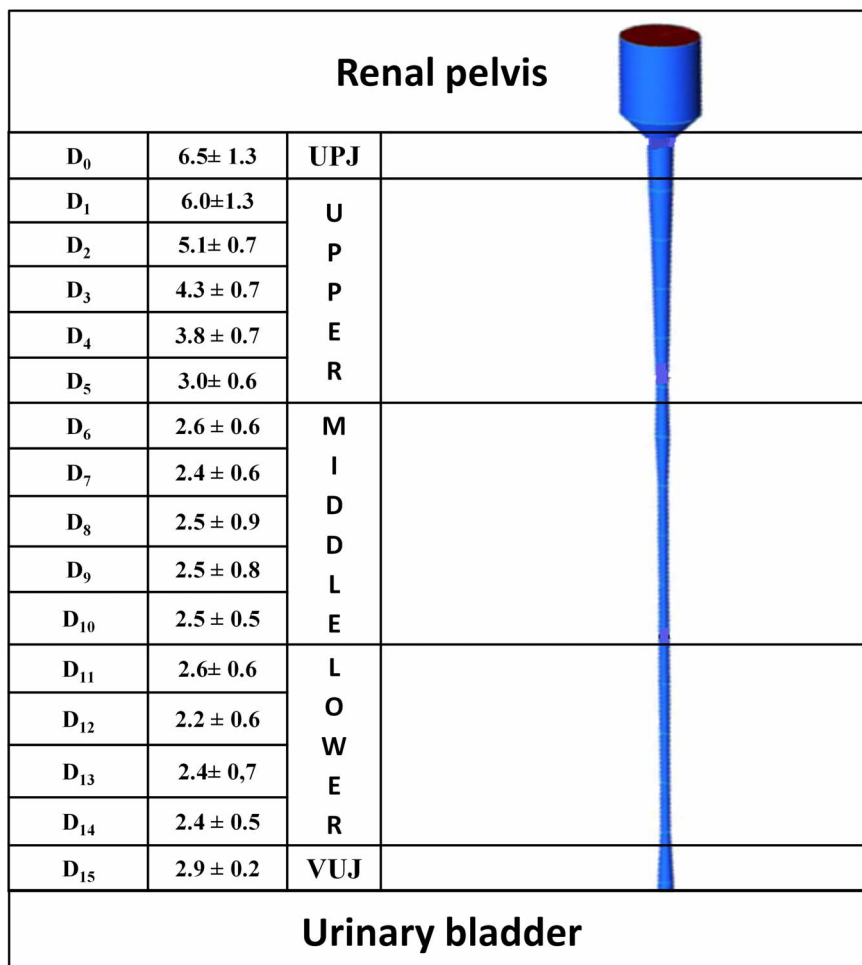 Renal pelvis
D₀ 6.5± 1.3 UPJ
D₁ 6.0±1.3
D₂ 5.1± 0.7
D₃ 4.3 ± 0.7
D₄ 3.8 ± 0.7
D₅ 3.0± 0.6
UPPER
D₆ 2.6 ± 0.6
D₇ 2.4 ± 0.6
D₈ 2.5 ± 0.9
D₉ 2.5 ± 0.8
D₁₀ 2.5 ± 0.5
MIDDLE
D₁₁ 2.6± 0.6
D₁₂ 2.2 ± 0.6
D₁₃ 2.4± 0,7
D₁₄ 2.4 ± 0.5
LOWER
D₁₅ 2.9 ± 0.2 VUJ
Urinary bladder